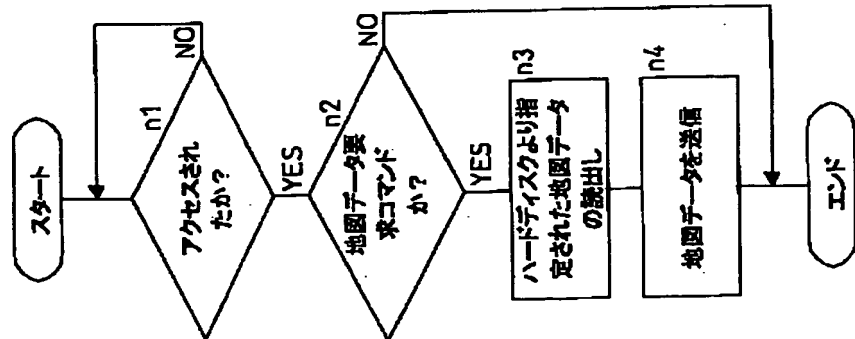 スタート
n1
アクセスされ
たか?
NO
YES
n2
地図データ要
求コマンド
か?
NO
YES
n3
ハードディスクより指
定された地図データ
の読出し
n4
地図データを送信
エンド